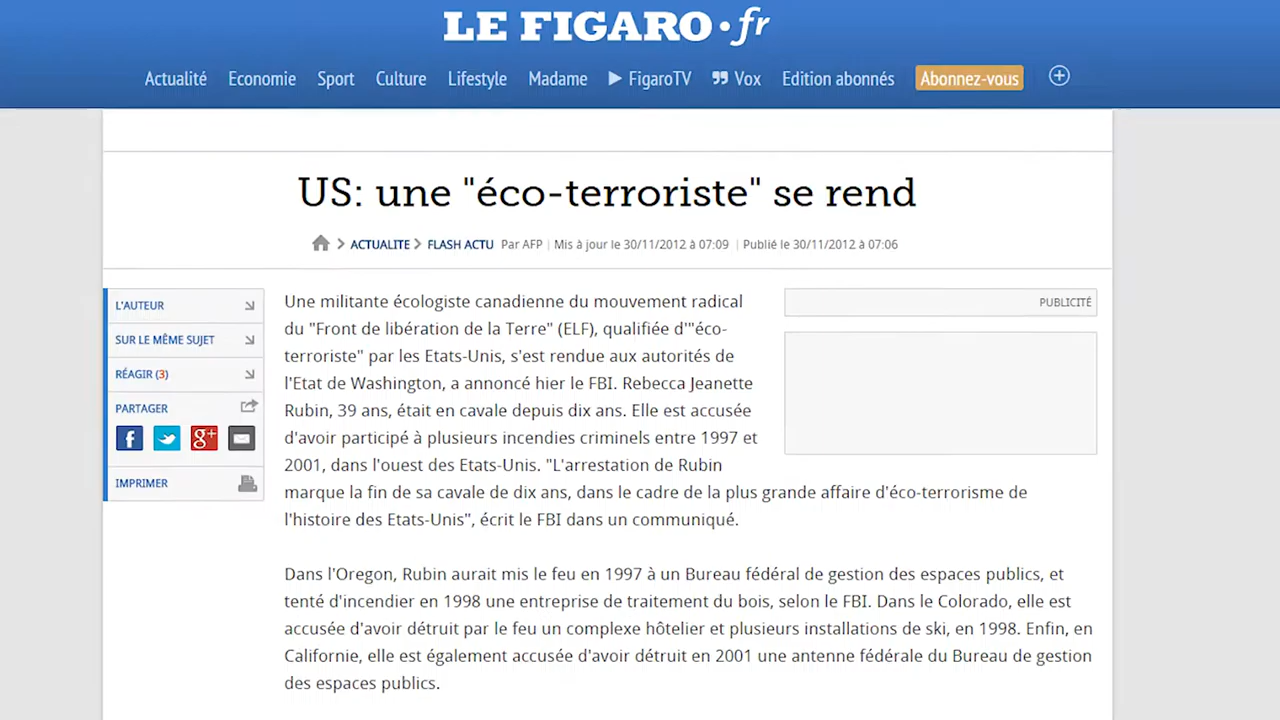 LE FIGARO·fr
Actualité Economie Sport Culture Lifestyle Madame FigaroTV Vox Edition abonnés Abonnez-vous
US: une "éco-terroriste" se rend
ACTUALITE FLASH ACTU Par AFP | Mis à jour le 30/11/2012 à 07:09 | Publié le 30/11/2012 à 07:06
L'AUTEUR
SUR LE MÊME SUJET
RÉAGIR (3)
PARTAGER
f g+
IMPRIMER
Une militante écologiste canadienne du mouvement radical
du "Front de libération de la Terre" (ELF), qualifiée d'"éco-
terroriste" par les Etats-Unis, s'est rendue aux autorités de
l'Etat de Washington, a annoncé hier le FBI. Rebecca Jeanette
Rubin, 39 ans, était en cavale depuis dix ans. Elle est accusée
d'avoir participé à plusieurs incendies criminels entre 1997 et
2001, dans l'ouest des Etats-Unis. "L'arrestation de Rubin
marque la fin de sa cavale de dix ans, dans le cadre de la plus grande affaire d'éco-terrorisme de
l'histoire des Etats-Unis", écrit le FBI dans un communiqué.
Dans l'Oregon, Rubin aurait mis le feu en 1997 à un Bureau fédéral de gestion des espaces publics, et
tenté d'incendier en 1998 une entreprise de traitement du bois, selon le FBI. Dans le Colorado, elle est
accusée d'avoir détruit par le feu un complexe hôtelier et plusieurs installations de ski, en 1998. Enfin, en
Californie, elle est également accusée d'avoir détruit en 2001 une antenne fédérale du Bureau de gestion
des espaces publics.
PUBLICITÉ